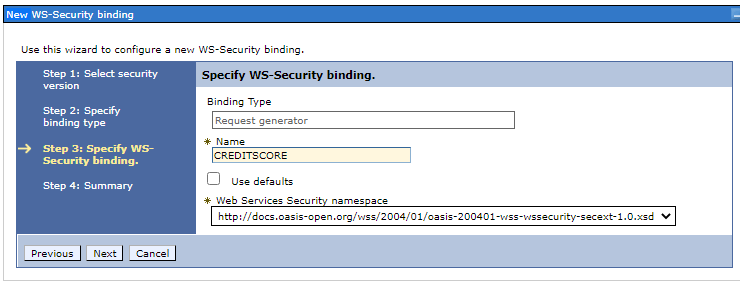 New WS-Security binding
Use this wizard to configure a new WS-Security binding.
Step 1: Select security
version
Step 2: Specify
binding type
Step 3: Specify WS-
Security binding.
Step 4: Summary
Specify WS-Security binding.
Binding Type
Request generator
* Name
CREDITSCORE
Use defaults
* Web Services Security namespace
http://docs.oasis-open.org/wss/2004/01/oasis-200401-wss-wssecurity-secext-1.0.xsd
Previous Next Cancel